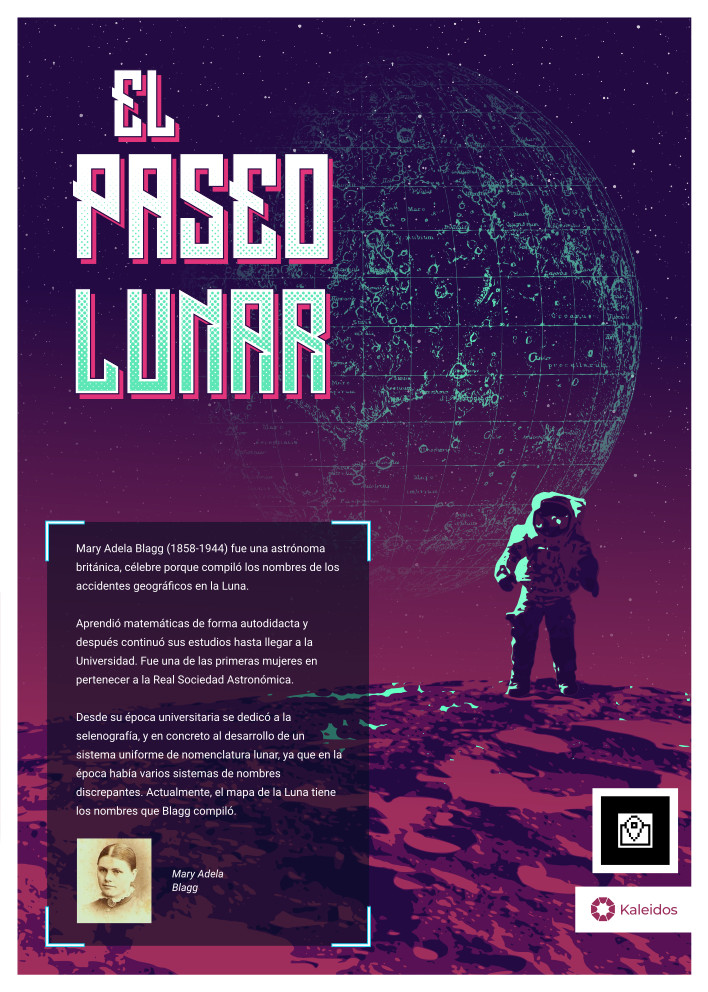 EL
PASEO
LUNAR
Mary Adela Blagg (1858-1944) fue una astrónoma
británica, célebre porque compiló los nombres de los
accidentes geográficos en la Luna.
Aprendió matemáticas de forma autodidacta y
después continuó sus estudios hasta llegar a la
Universidad. Fue una de las primeras mujeres en
pertenecer a la Real Sociedad Astronómica.
Desde su época universitaria se dedicó a la
selenografía, y en concreto al desarrollo de un
sistema uniforme de nomenclatura lunar, ya que en la
época había varios sistemas de nombres
discrepantes. Actualmente, el mapa de la Luna tiene
los nombres que Blagg compiló.
Mary Adela
Blagg
Kaleidos